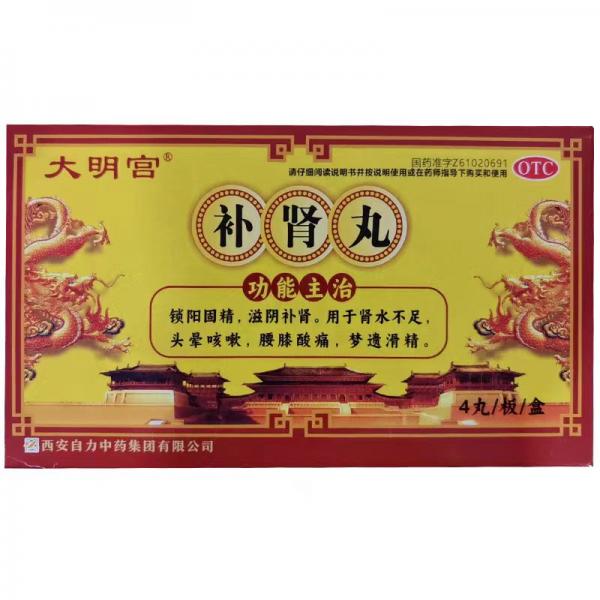 大明宫®
国药准字Z61020691
请仔细阅读说明书并按说明使用或在药师指导下购买和使用
OTC
补肾丸
功能主治
锁阳固精，滋阴补肾。用于肾水不足，
头晕咳嗽，腰膝酸痛，梦遗滑精。
4丸/板/盒
西安自力中药集团有限公司